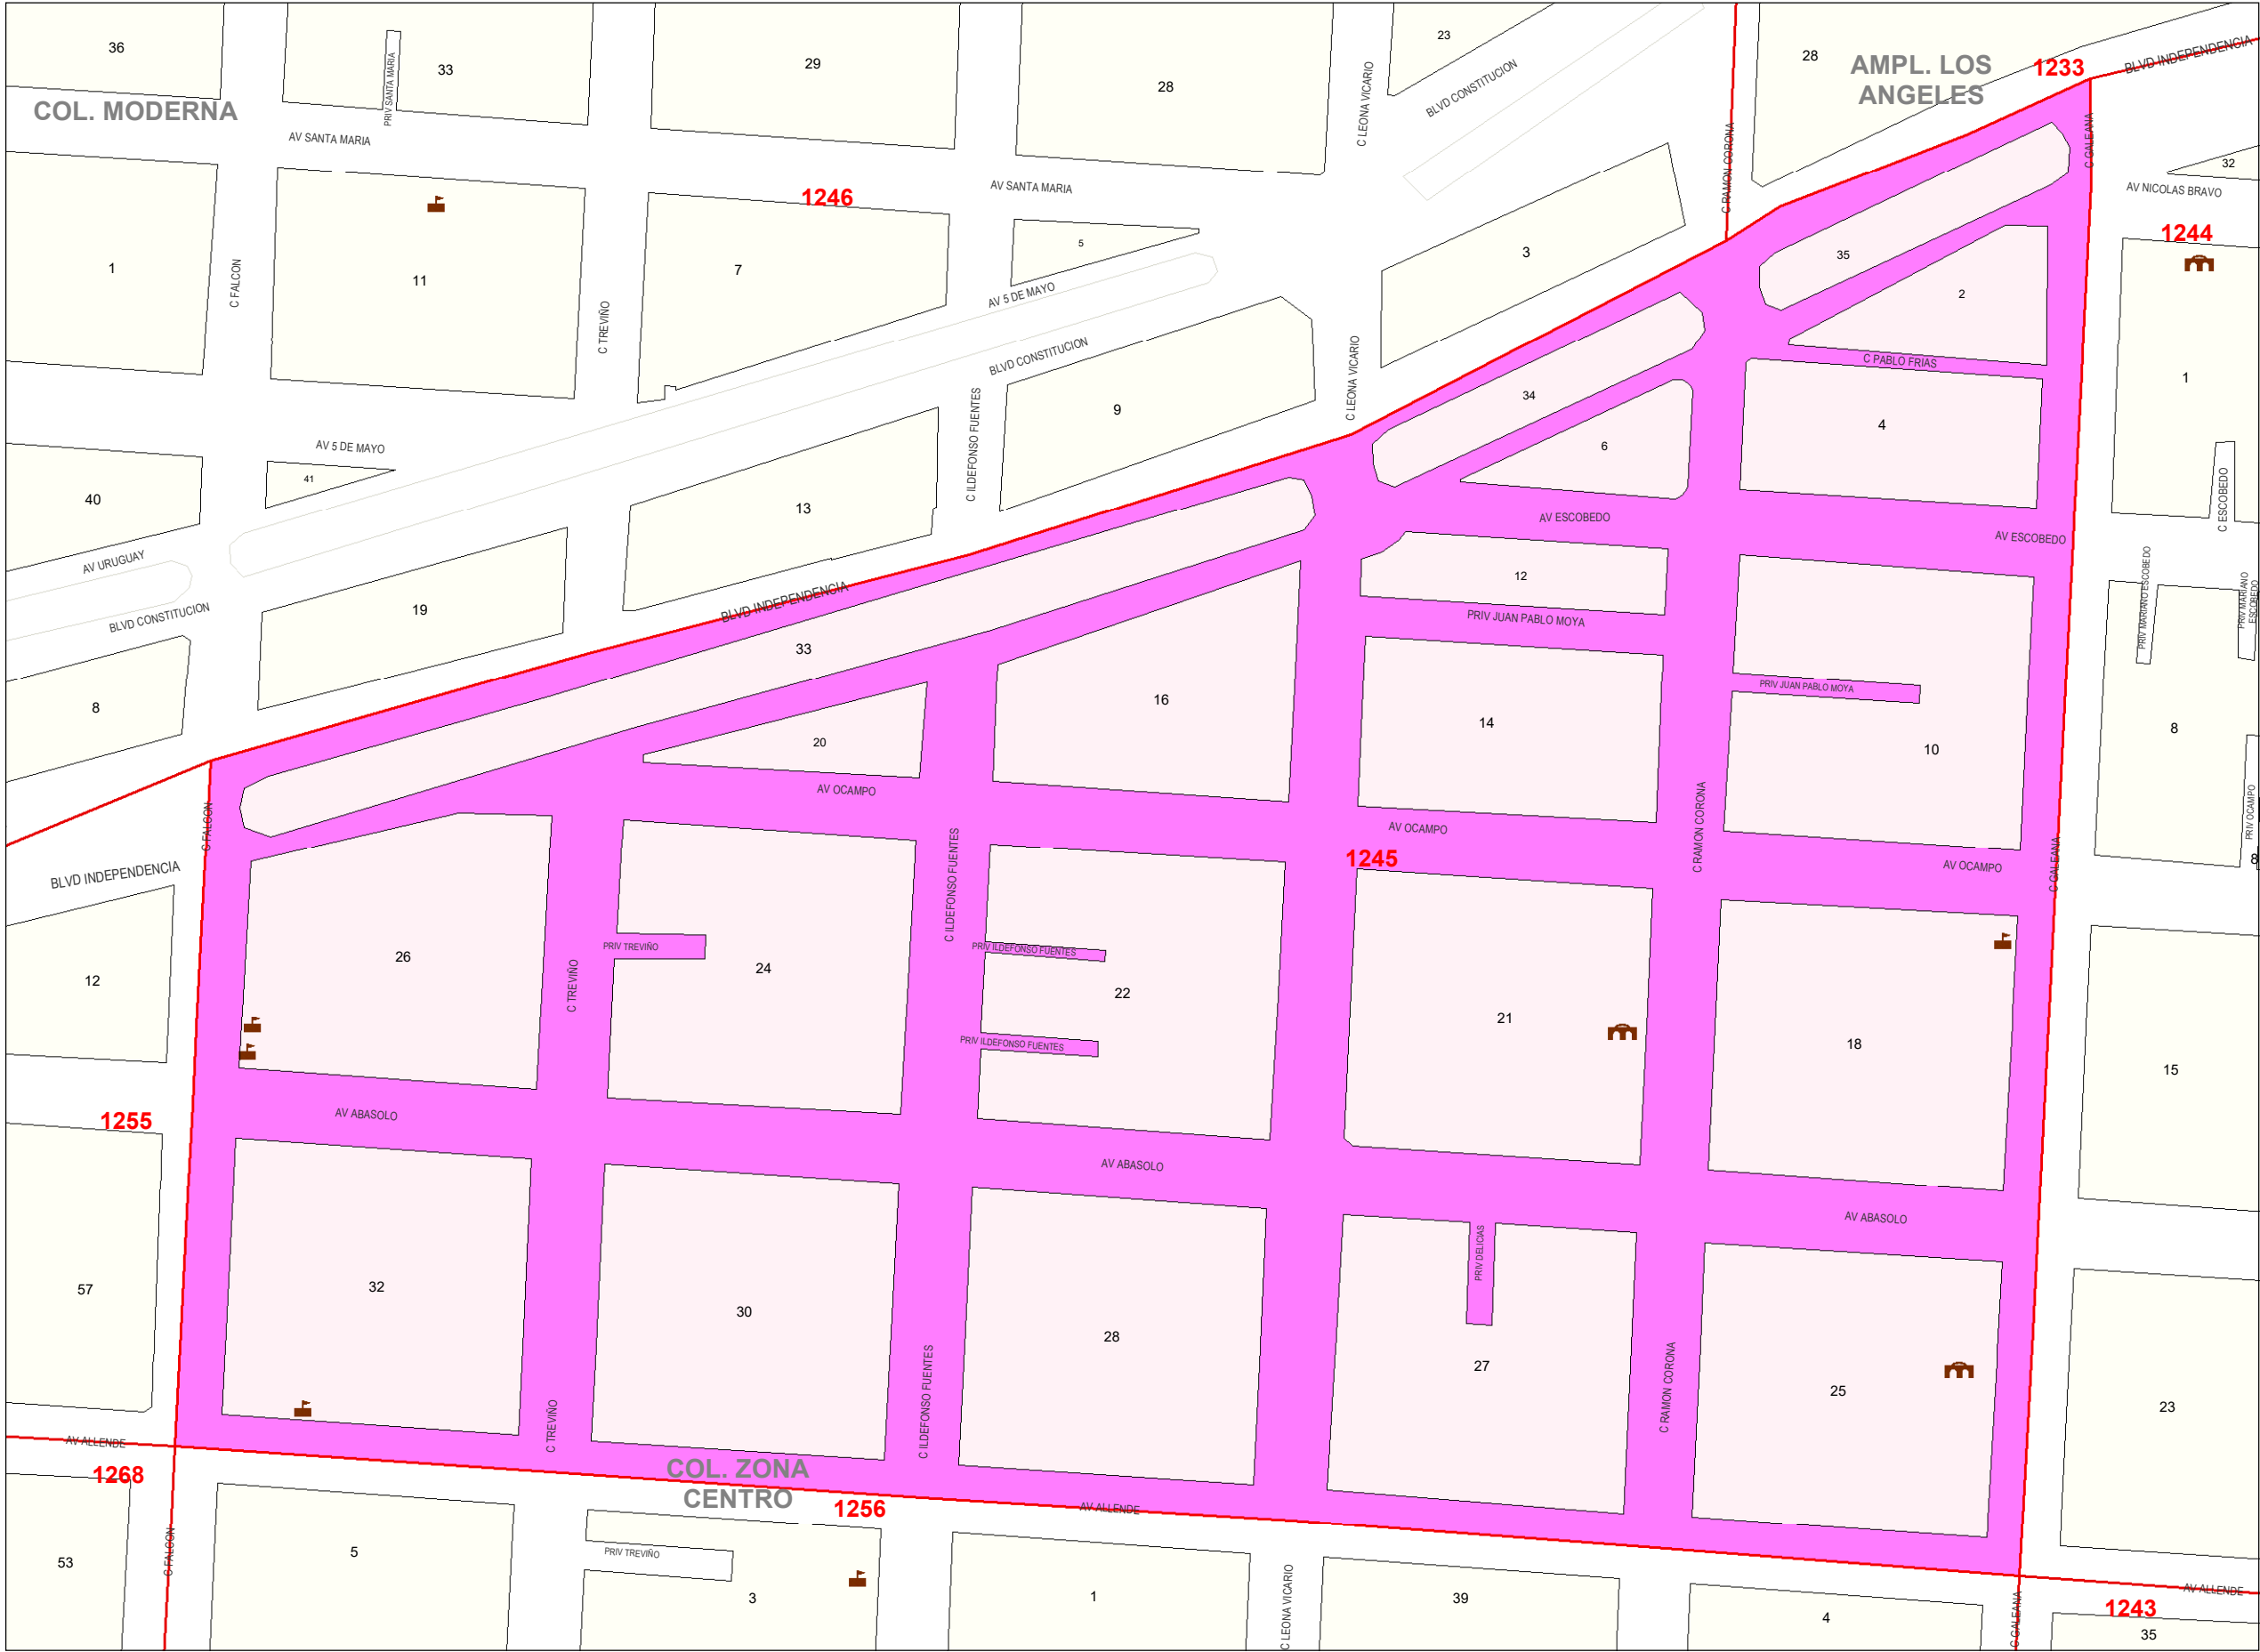 36
33
PRIV SANTA MARIA
29
28
C LEONA VICARIO
23
BLVD CONSTITUCION
28
AMPL. LOS
ANGELES
1233
BLVD INDEPENDENCIA
COL. MODERNA
AV SANTA MARIA
1246
AV SANTA MARIA
C RAMON CORONA
C GALEANA
32
AV NICOLAS BRAVO
1244
1
C FALCON
11
C TREVIÑO
7
5
AV 5 DE MAYO
3
35
2
BLVD CONSTITUCION
C ILDEFONSO FUENTES
9
C LEONA VICARIO
34
6
C PABLO FRIAS
4
1
C ESCOBEDO
40
AV 5 DE MAYO
41
13
AV ESCOBEDO
AV ESCOBEDO
AV URUGUAY
BLVD CONSTITUCION
19
BLVD INDEPENDENCIA
12
PRIV JUAN PABLO MOYA
PRIV MARIANO ESCOBEDO
PRIV MARIANO
ESCOBEDO
33
8
20
16
14
PRIV JUAN PABLO MOYA
10
8
AV OCAMPO
C FALCON
AV OCAMPO
C RAMON CORONA
AV OCAMPO
C GALEANA
PRIV OCAMPO
8
1245
BLVD INDEPENDENCIA
C ILDEFONSO FUENTES
12
26
C TREVIÑO
PRIV TREVIÑO
24
PRIV ILDEFONSO FUENTES
22
PRIV ILDEFONSO FUENTES
21
18
15
1255
AV ABASOLO
AV ABASOLO
AV ABASOLO
57
32
30
28
PRIV DELICIAS
27
25
23
C TREVIÑO
C ILDEFONSO FUENTES
C RAMON CORONA
AV ALLENDE
1268
COL. ZONA
CENTRO
1256
AV ALLENDE
53
C FALCON
5
PRIV TREVIÑO
3
1
C LEONA VICARIO
39
4
C GALEANA
AV ALLENDE
1243
35